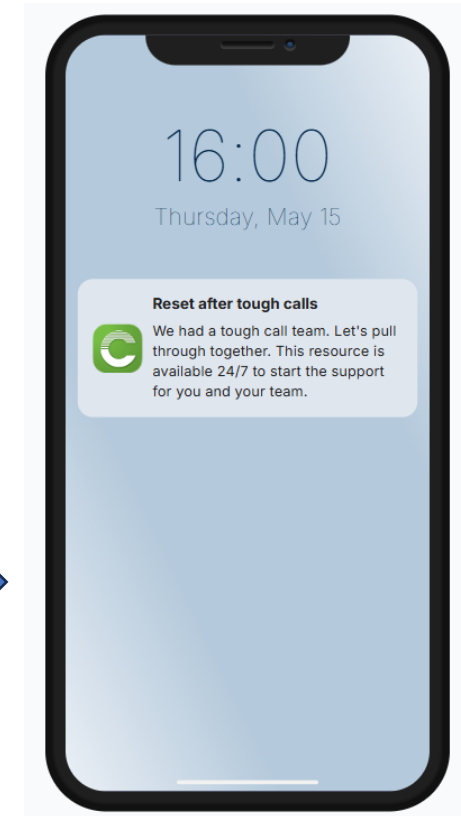 16:00
Thursday, May 15
Reset after tough calls
We had a tough call team. Let's pull
through together. This resource is
available 24/7 to start the support
for you and your team.